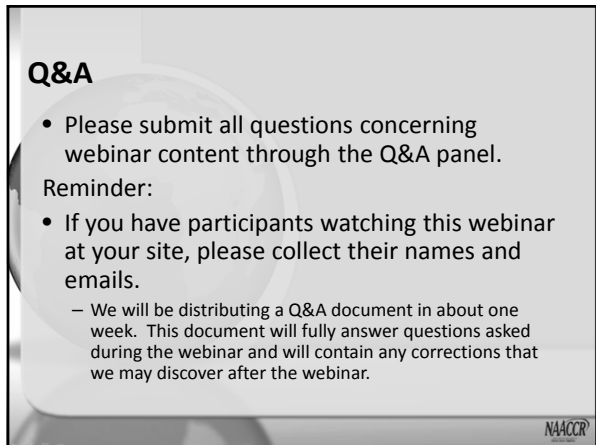 Q&A
• Please submit all questions concerning
webinar content through the Q&A panel.
Reminder:
• If you have participants watching this webinar
at your site, please collect their names and
emails.
– We will be distributing a Q&A document in about one
week.  This document will fully answer questions asked
during the webinar and will contain any corrections that
we may discover after the webinar.
NAACCR